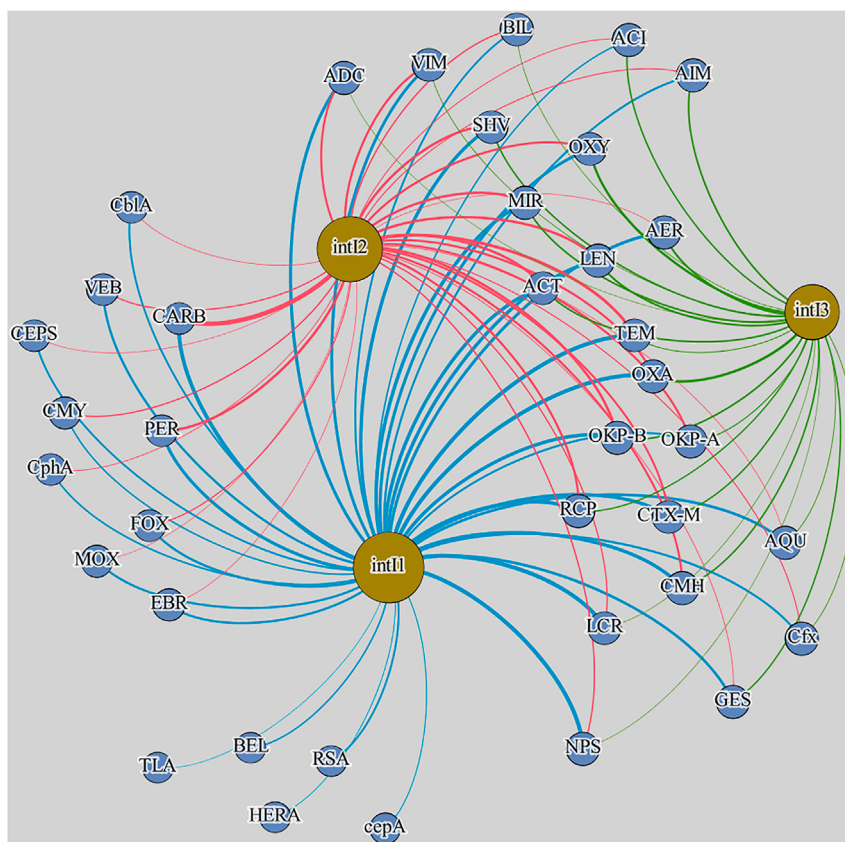 BIL
ACI
VIM
ADC
AIM
SHV
OXY
MIR
CblA
AER
intI2
LEN
VEB
ACT
CARB
intI3
CEPS
TEM
OXA
CMY
PER
OKP-B
OKP-A
CphA
RCP
CTX-M
FOX
AQU
MOX
intI1
CMH
EBR
LCR
Cfx
GES
BEL
NPS
RSA
TLA
HERA
cepA